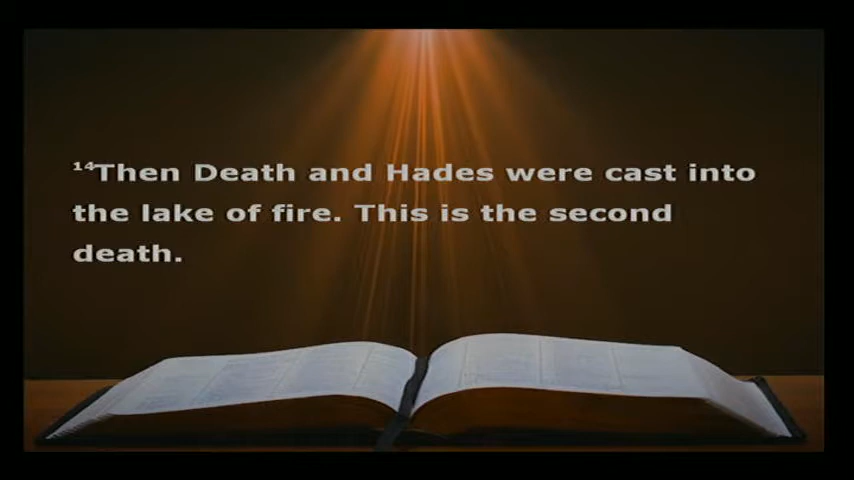 ¹⁴Then Death and Hades were cast into
the lake of fire. This is the second
death.